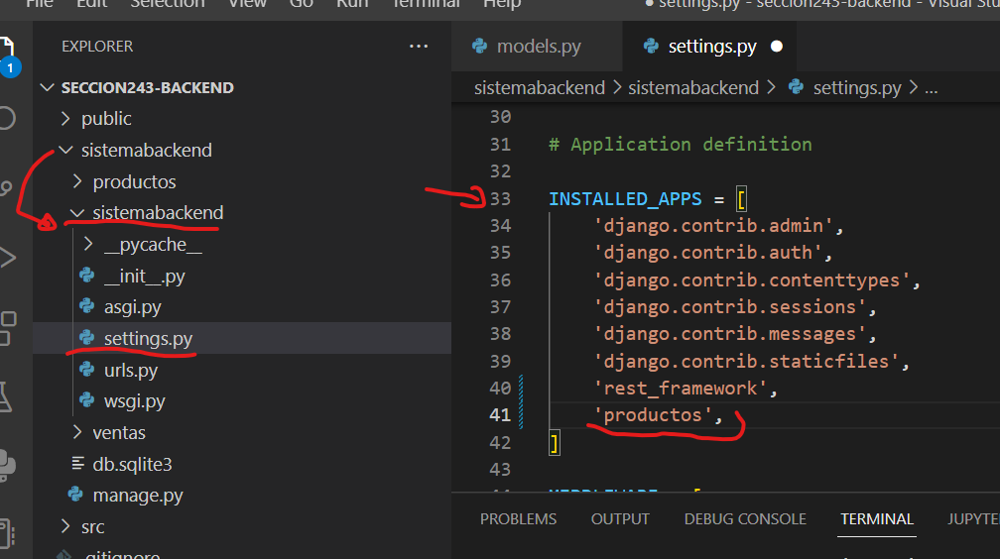 File Edit Selection View Go Run Terminal Help
settings.py - seccion243-backend - Visual Stu
EXPLORER ...
1
SECCION243-BACKEND
public
sistemabackend
productos
sistemabackend
__pycache__
__init__.py
asgi.py
settings.py
urls.py
wsgi.py
ventas
db.sqlite3
manage.py
src
.gitignore
models.py
settings.py
sistemabackend > sistemabackend > settings.py > ...
30
31 # Application definition
32
33 INSTALLED_APPS = [
34 'django.contrib.admin',
35 'django.contrib.auth',
36 'django.contrib.contenttypes',
37 'django.contrib.sessions',
38 'django.contrib.messages',
39 'django.contrib.staticfiles',
40 'rest_framework',
41 'productos',
42 ]
43
PROBLEMS OUTPUT DEBUG CONSOLE TERMINAL JUPYTE